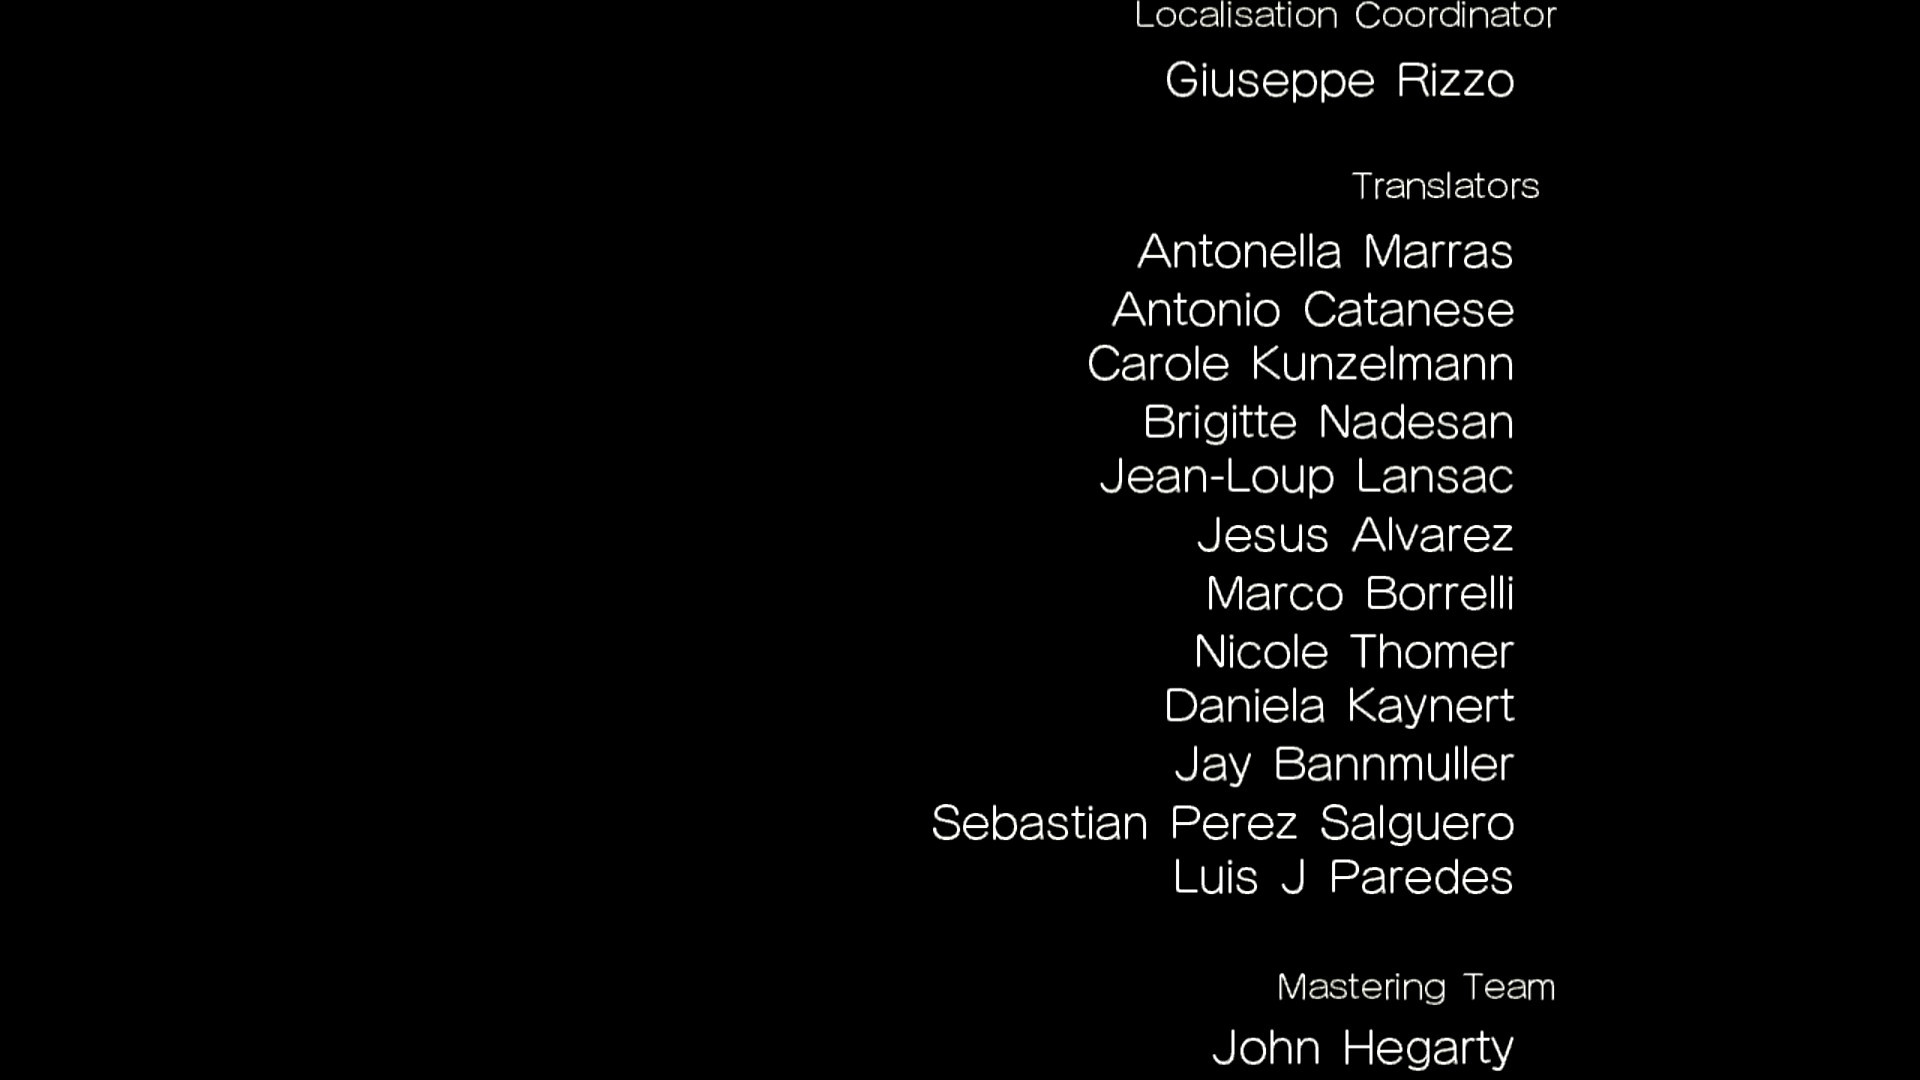 Localisation Coordinator
Giuseppe Rizzo
Translators
Antonella Marras
Antonio Catanese
Carole Kunzelmann
Brigitte Nadesan
Jean-Loup Lansac
Jesus Alvarez
Marco Borrelli
Nicole Thomer
Daniela Kaynert
Jay Bannmuller
Sebastian Perez Salguero
Luis J Paredes
Mastering Team
John Hegarty